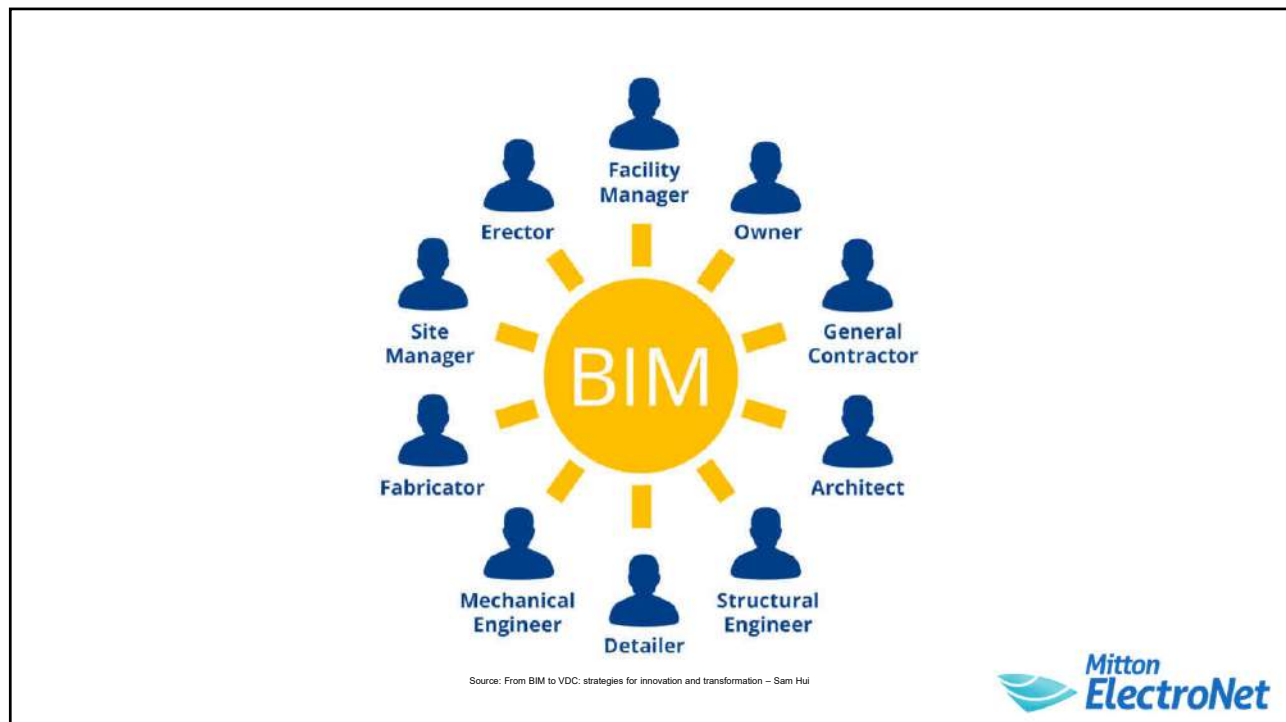 Facility
Manager
Erector
Owner
Site
Manager
General
Contractor
BIM
Fabricator
Architect
Mechanical
Engineer
Detailer
Structural
Engineer
Source: From BIM to VDC: strategies for innovation and transformation – Sam Hui
Mitton
ElectroNet